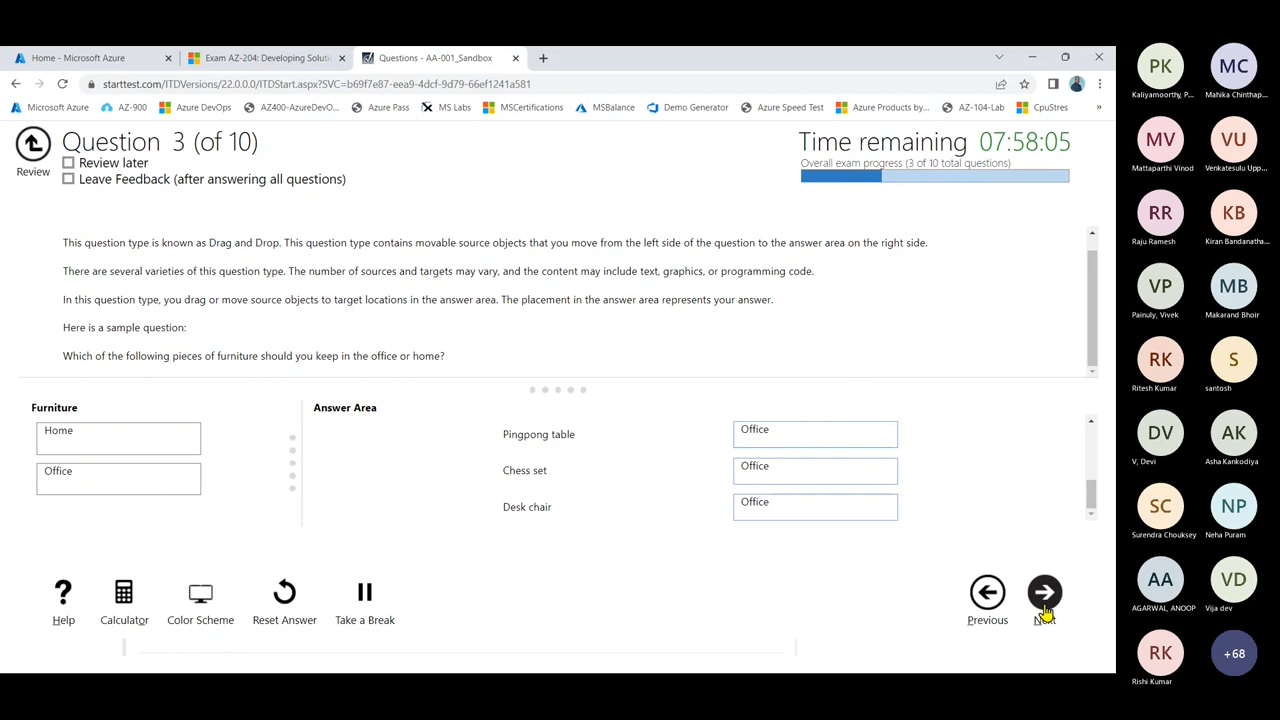 Home - Microsoft Azure
Exam AZ-204: Developing Soluti
Questions - AA-001_Sandbox
starttest.com/ITDVersions/22.0.0.0/ITDStart.aspx?SVC=b69f7e87-eea9-4dcf-9d79-66ef1241a581
Microsoft Azure
AZ-900
Azure DevOps
AZ400-AzureDevO...
Azure Pass
MS Labs
MSCertifications
MSBalance
Demo Generator
Azure Speed Test
Azure Products by...
AZ-104-Lab
CpuStres
»
Review
Question 3 (of 10)
Review later
Leave Feedback (after answering all questions)
Time remaining 07:58:05
Overall exam progress (3 of 10 total questions)
This question type is known as Drag and Drop. This question type contains movable source objects that you move from the left side of the question to the answer area on the right side.
There are several varieties of this question type. The number of sources and targets may vary, and the content may include text, graphics, or programming code.
In this question type, you drag or move source objects to target locations in the answer area. The placement in the answer area represents your answer.
Here is a sample question:
Which of the following pieces of furniture should you keep in the office or home?
Furniture
Home
Office
Answer Area
Pingpong table
Office
Chess set
Office
Desk chair
Office
? Help
Calculator
Color Scheme
Reset Answer
Take a Break
Previous
Next
PK
Kaliyamoorthy, P...
MC
Mahika Chinthap...
MV
Mattaparthi Vinod
VU
Venkatesulu Upp...
RR
Raju Ramesh
KB
Kiran Bandanatha...
VP
Painuly, Vivek
MB
Makarand Bhoir
RK
Ritesh Kumar
S
santosh
DV
V, Devi
AK
Asha Kankodiya
SC
Surendra Chouksey
NP
Neha Puram
AA
AGARWAL, ANOOP
VD
Vija dev
RK
Rishi Kumar
+68